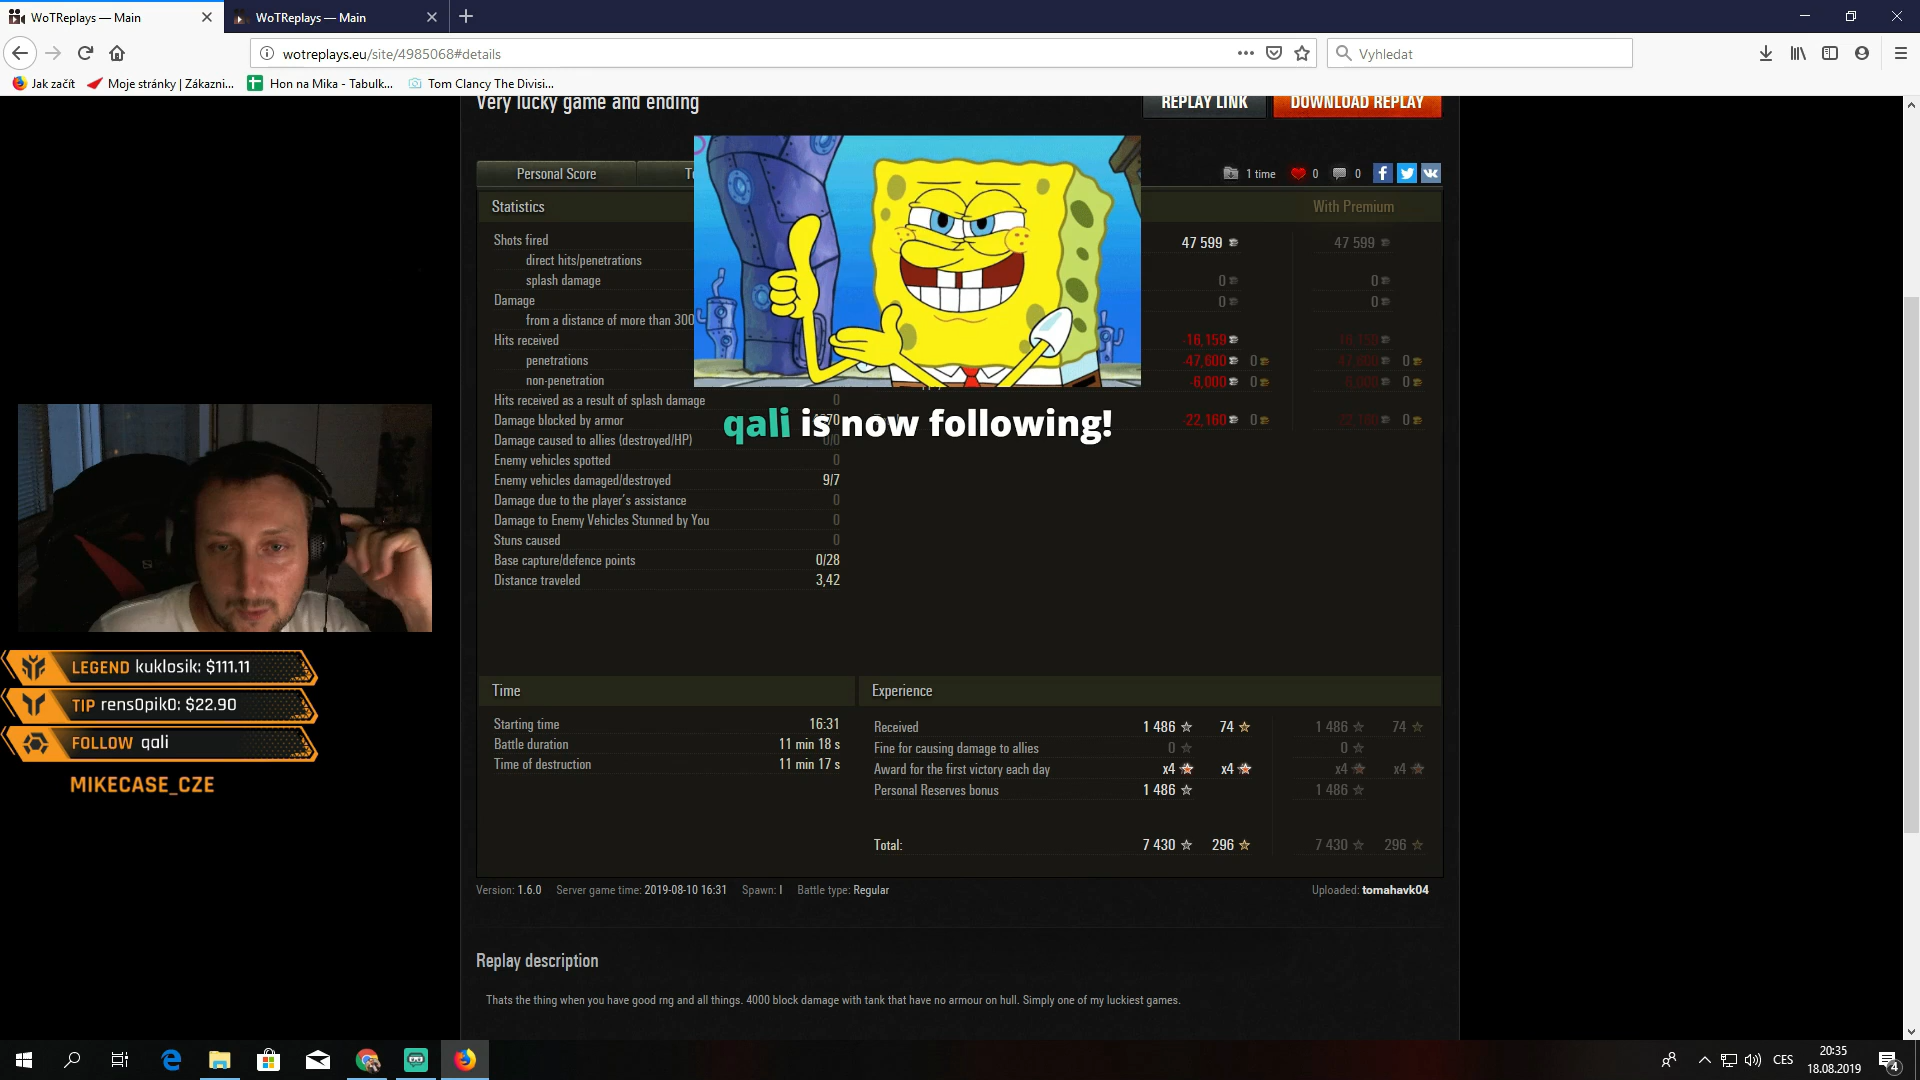 WoTReplays — Main
WoTReplays — Main
wotreplays.eu/site/4985068#details
Vyhledat
Jak začít
Moje stránky | Zákazni...
Hon na Mika - Tabulk...
Tom Clancy The Divisi...
Very lucky game and ending
REPLAY LINK
DOWNLOAD REPLAY
Personal Score
1 time
0
0
Statistics
With Premium
Shots fired
47 599
47 599
direct hits/penetrations
splash damage
0
0
Damage
0
0
from a distance of more than 300
Hits received
-16,159
penetrations
-47,600 0
0
non-penetration
-6,000 0
0
Hits received as a result of splash damage 0
Damage blocked by armor
-22,160 0
0
qali is now following!
Damage caused to allies (destroyed/HP) 0/0
Enemy vehicles spotted 0
Enemy vehicles damaged/destroyed 9/7
Damage due to the player's assistance 0
Damage to Enemy Vehicles Stunned by You 0
Stuns caused 0
Base capture/defence points 0/28
Distance traveled 3,42
LEGEND kuklosik: $111.11
TIP rens0pik0: $22.90
FOLLOW qali
MIKECASE_CZE
Time
Starting time 16:31
Battle duration 11 min 18 s
Time of destruction 11 min 17 s
Experience
Received 1 486 74 1 486 74
Fine for causing damage to allies 0 0
Award for the first victory each day x4 x4 x4 x4
Personal Reserves bonus 1 486 1 486
Total: 7 430 296 7 430 296
Version: 1.6.0 Server game time: 2019-08-10 16:31 Spawn: I Battle type: Regular
Uploaded: tomahavk04
Replay description
Thats the thing when you have good rng and all things. 4000 block damage with tank that have no armour on hull. Simply one of my luckiest games.
CES
20:35
18.08.2019
4